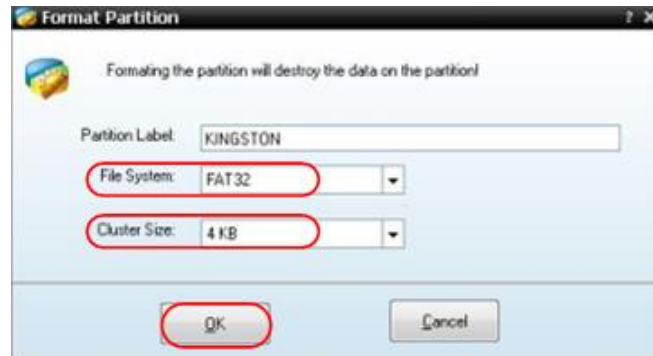 Format Partition
? X
Formating the partition will destroy the data on the partition!
Partition Label: KINGSTON
File System: FAT32
Cluster Size: 4 KB
OK Cancel